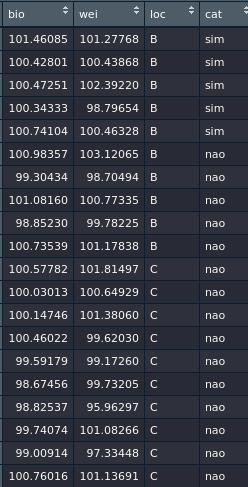 bio wei loc cat
101.46085 101.27768 B sim
100.42801 100.43868 B sim
100.47251 102.39220 B sim
100.34333 98.79654 B sim
100.74104 100.46328 B sim
100.98357 103.12065 B nao
99.30434 98.70494 B nao
101.08160 100.77335 B nao
98.85230 99.78225 B nao
100.73539 101.17838 B nao
100.57782 101.81497 C nao
100.03013 100.64929 C nao
100.14746 101.38060 C nao
100.46022 99.62030 C nao
99.59179 99.17260 C nao
98.67456 99.73205 C nao
98.82537 95.96297 C nao
99.74074 101.08266 C nao
99.00914 97.33448 C nao
100.76016 101.13691 C nao